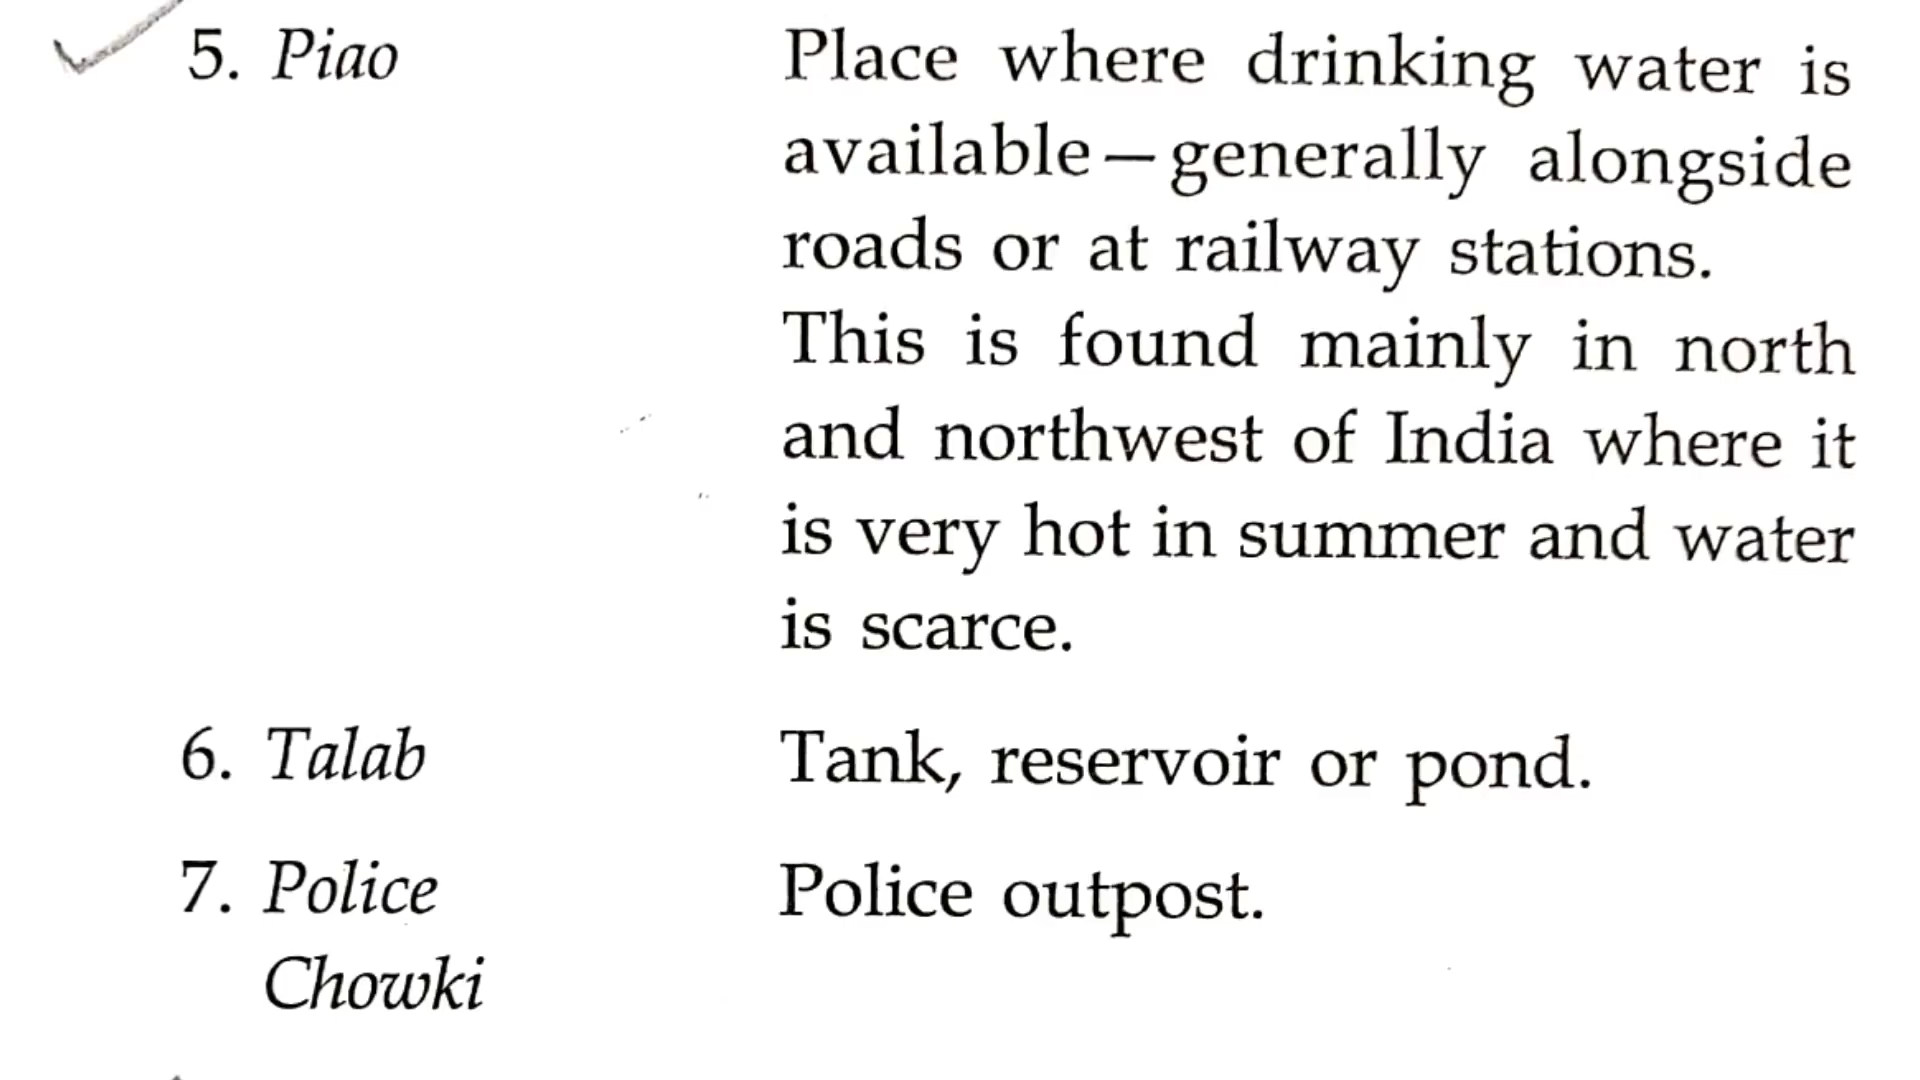 5. Piao Place where drinking water is
available—generally alongside
roads or at railway stations.
This is found mainly in north
and northwest of India where it
is very hot in summer and water
is scarce.
6. Talab Tank, reservoir or pond.
7. Police Police outpost.
Chowki